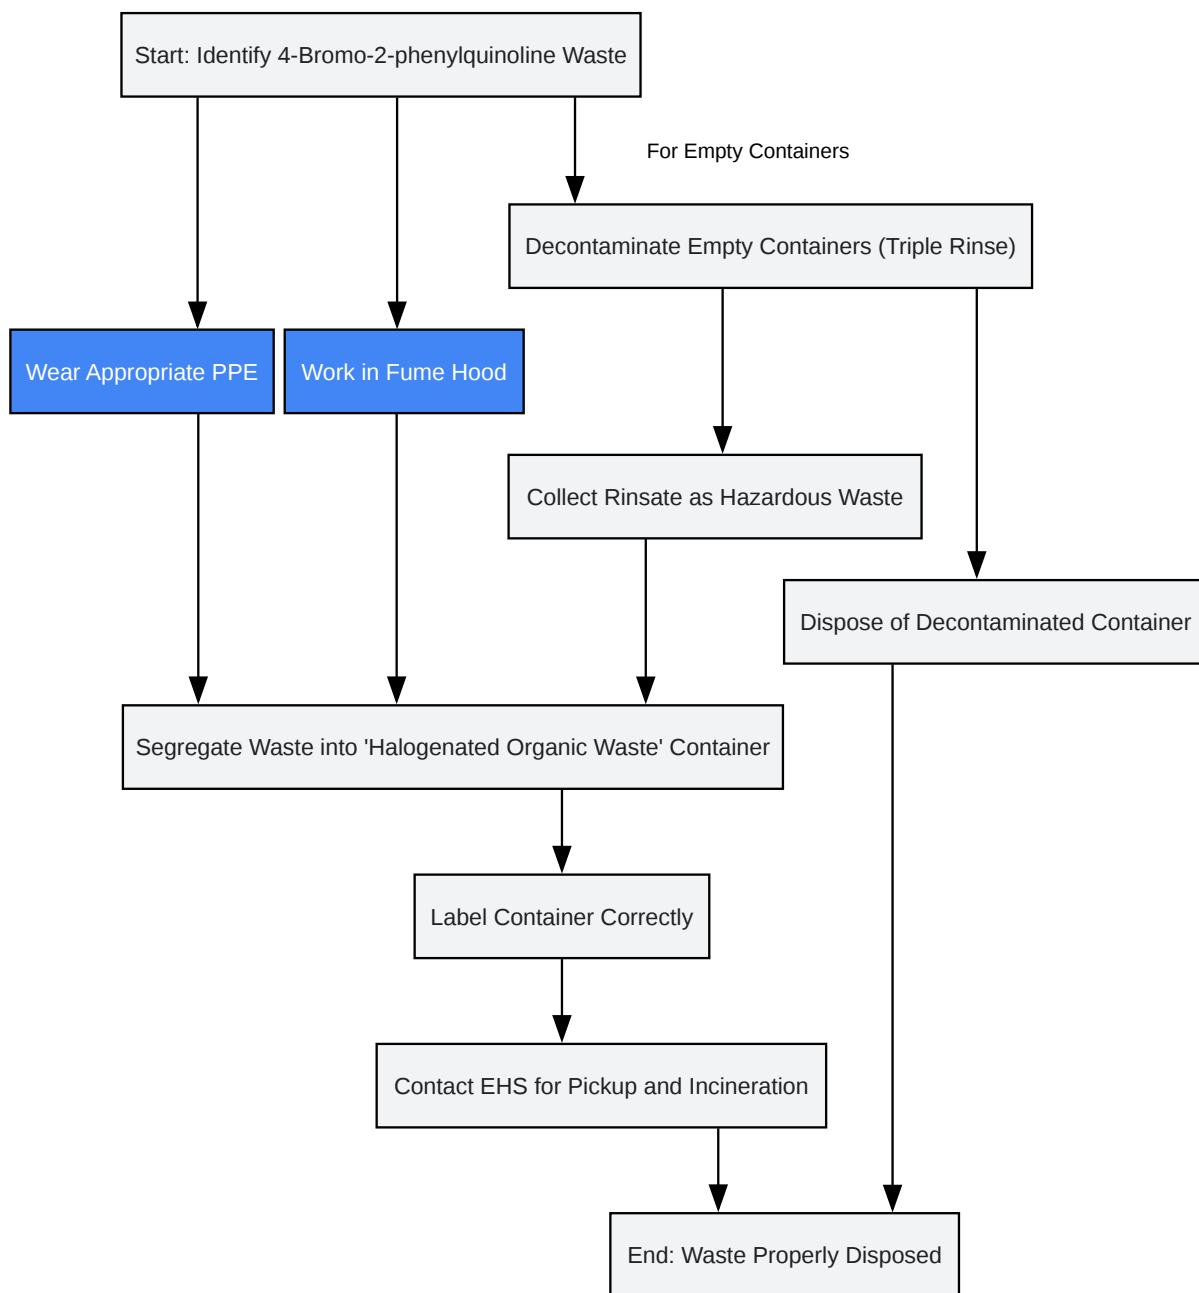 Start: Identify 4-Bromo-2-phenylquinoline Waste
For Empty Containers
Decontaminate Empty Containers (Triple Rinse)
Wear Appropriate PPE
Work in Fume Hood
Collect Rinsate as Hazardous Waste
Dispose of Decontaminated Container
Segregate Waste into 'Halogenated Organic Waste' Container
Label Container Correctly
Contact EHS for Pickup and Incineration
End: Waste Properly Disposed